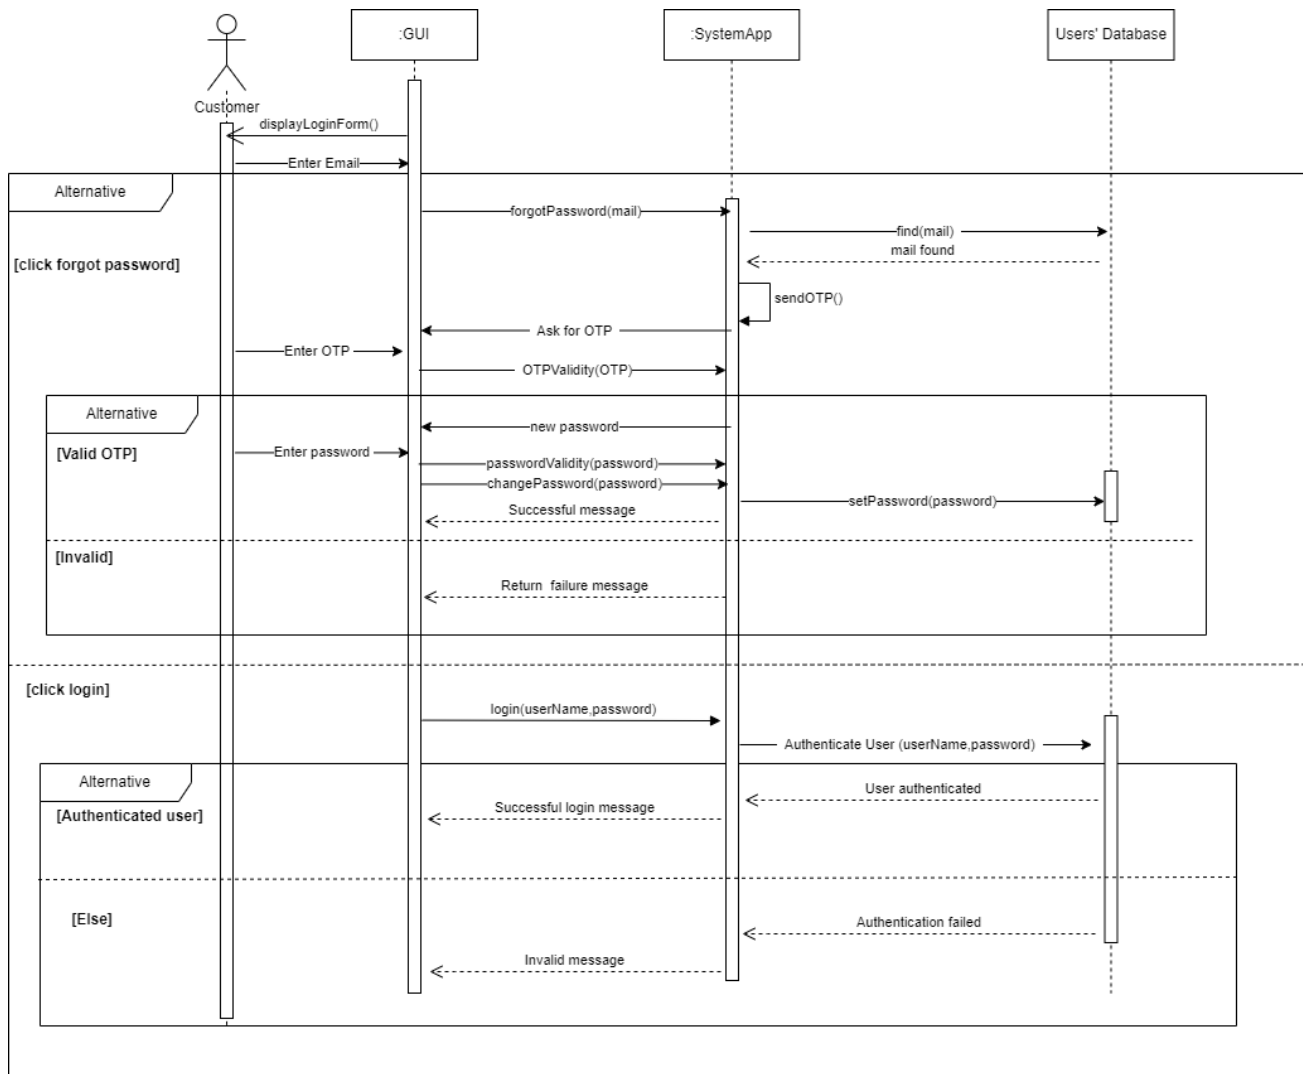 :GUI
:SystemApp
Users' Database
Customer
displayLoginForm()
Enter Email
Alternative
forgotPassword(mail)
find(mail)
mail found
[click forgot password]
sendOTP()
Ask for OTP
Enter OTP
OTPValidity(OTP)
Alternative
new password
[Valid OTP]
Enter password
passwordValidity(password)
changePassword(password)
setPassword(password)
Successful message
[Invalid]
Return  failure message
[click login]
login(userName,password)
Authenticate User (userName,password)
Alternative
User authenticated
Successful login message
[Authenticated user]
[Else]
Authentication failed
Invalid message